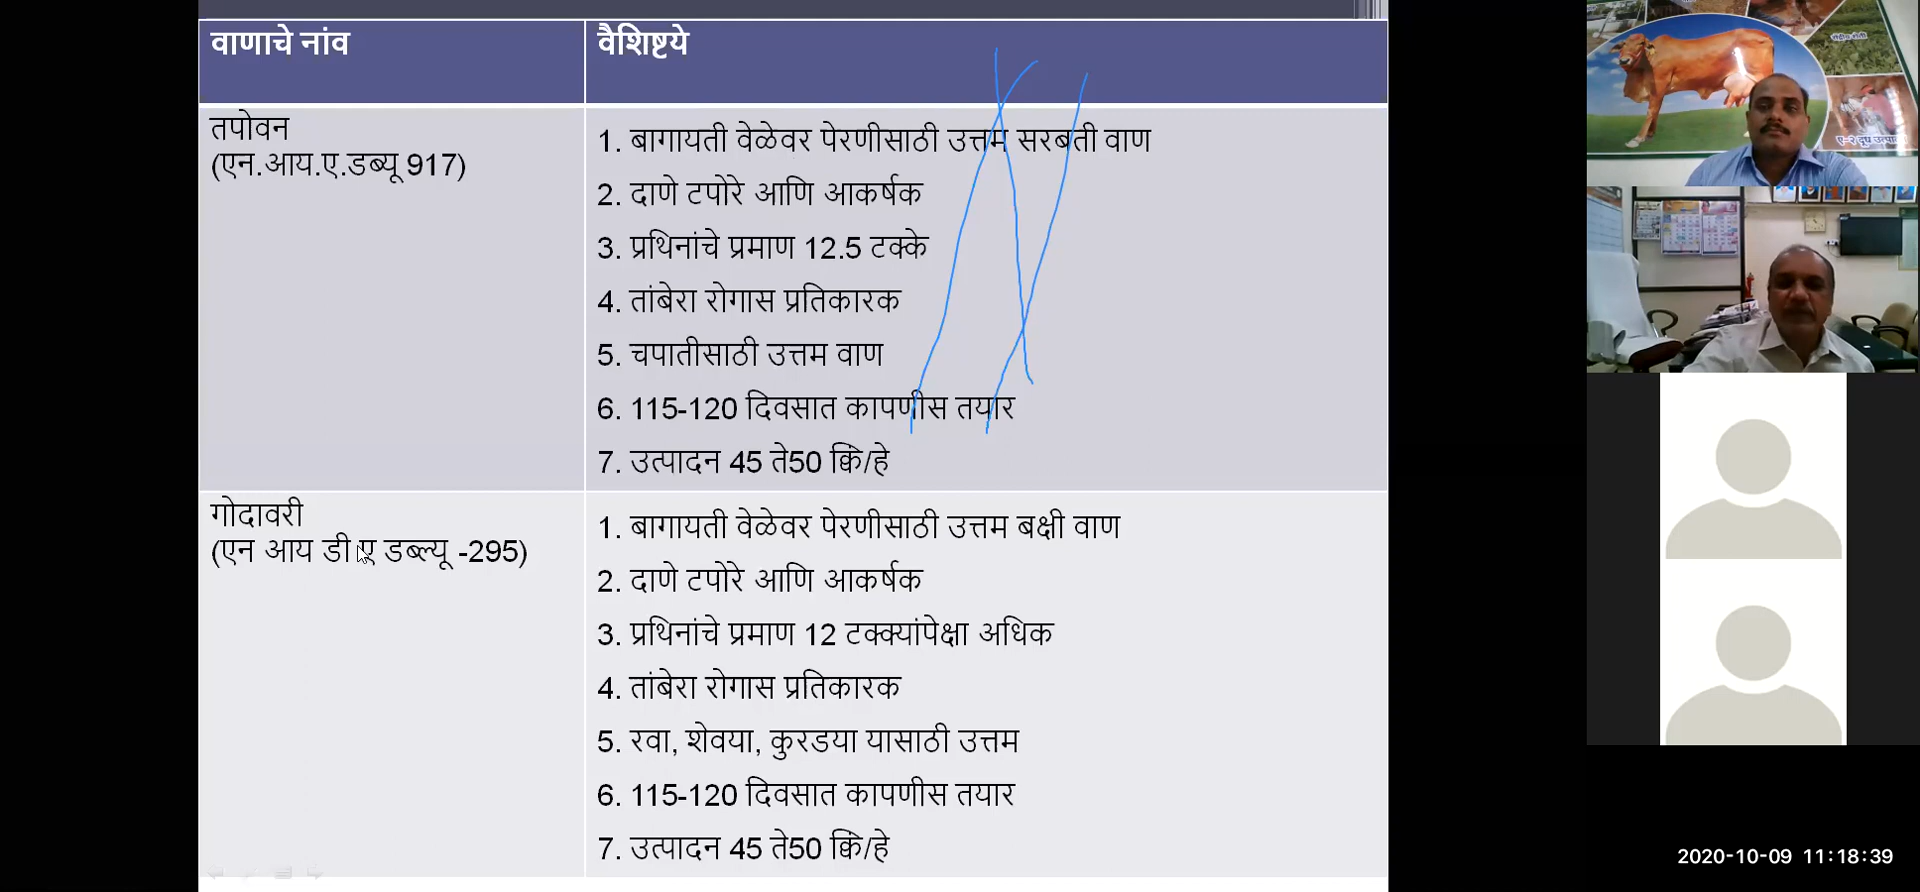 वाणाचे नांव
वैशिष्टये
तपोवन
(एन.आय.ए.डब्यू 917)
1. बागायती वेळेवर पेरणीसाठी उत्तम सरबती वाण
2. दाणे टपोरे आणि आकर्षक
3. प्रथिनांचे प्रमाण 12.5 टक्के
4. तांबेरा रोगास प्रतिकारक
5. चपातीसाठी उत्तम वाण
6. 115-120 दिवसात कापणीस तयार
7. उत्पादन 45 ते50 क्विं/हे
गोदावरी
(एन आय डी ए डब्ल्यू -295)
1. बागायती वेळेवर पेरणीसाठी उत्तम बक्षी वाण
2. दाणे टपोरे आणि आकर्षक
3. प्रथिनांचे प्रमाण 12 टक्क्यांपेक्षा अधिक
4. तांबेरा रोगास प्रतिकारक
5. रवा, शेवया, कुरडया यासाठी उत्तम
6. 115-120 दिवसात कापणीस तयार
7. उत्पादन 45 ते50 क्विं/हे
2020-10-09 11:18:39